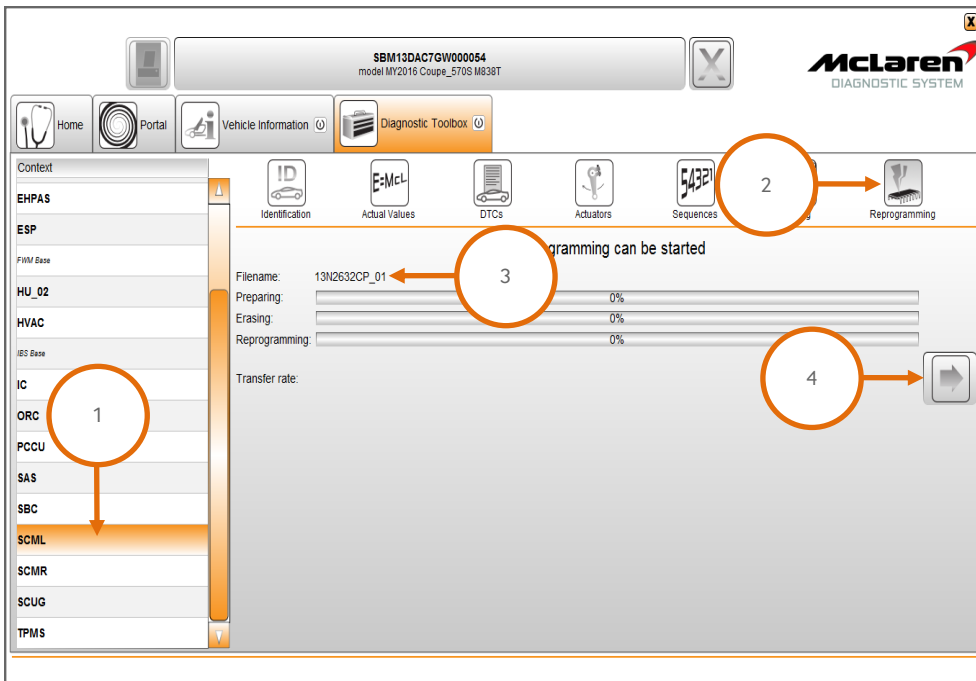 X
SBM13DAC7GW000054
model MY2016 Coupe_570S M838T
McLaren
DIAGNOSTIC SYSTEM
Home
Portal
Vehicle Information
Diagnostic Toolbox
Context
EHPAS
ESP
FWM Base
HU_02
HVAC
IBS Base
IC
ORC
PCCU
SAS
SBC
SCML
SCMR
SCUG
TPMS
ID
Identification
E=McL
Actual Values
DTCs
Actuators
54321
Sequences
g
Reprogramming
gramming can be started
Filename: 13N2632CP_01
Preparing: 0%
Erasing: 0%
Reprogramming: 0%
Transfer rate:
1
2
3
4